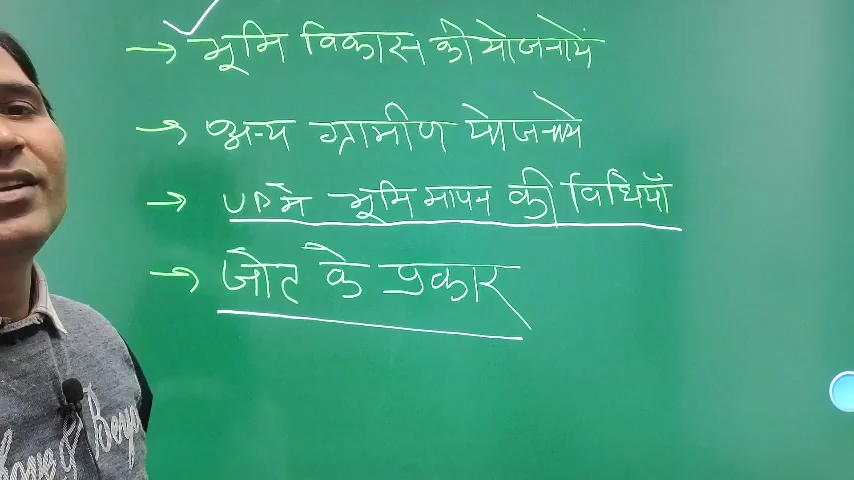 → भूमि विकास की योजनायें
→ अन्य ग्रामीण योजनाये
→ UP में भूमि मापन की विधियाँ
→ जोत के प्रकार